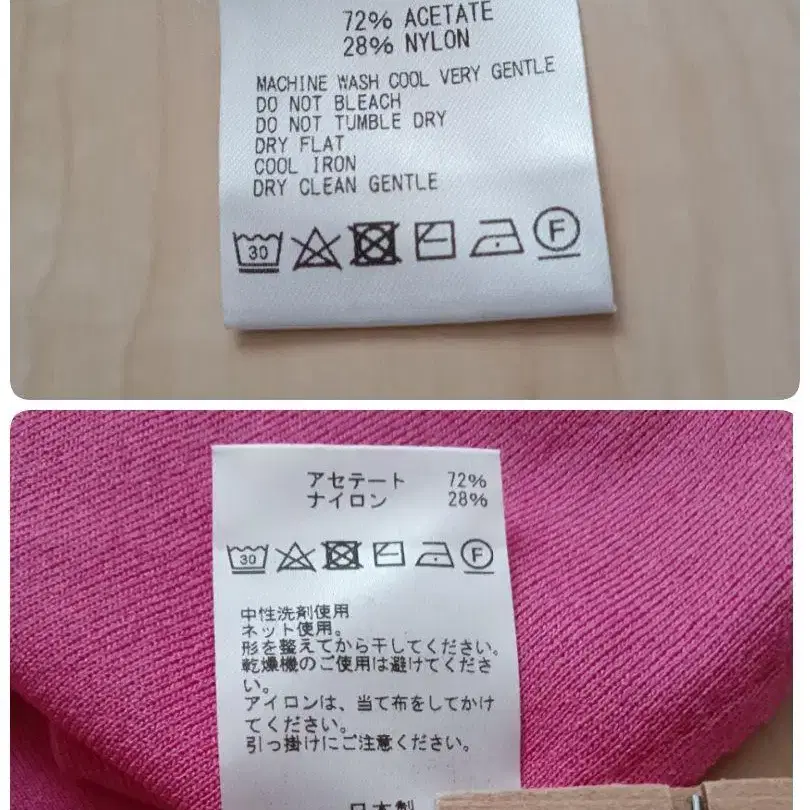 72% ACETATE
28% NYLON
MACHINE WASH COOL VERY GENTLE
DO NOT BLEACH
DO NOT TUMBLE DRY
DRY FLAT
COOL IRON
DRY CLEAN GENTLE
30 F
アセテート 72%
ナイロン 28%
30 F
中性洗剤使用
ネット使用。
形を整えてから干してください。
乾燥機のご使用は避けてくださ
い。
アイロンは、当て布をしてかけ
てください。
引っ掛けにご注意ください。
日本製